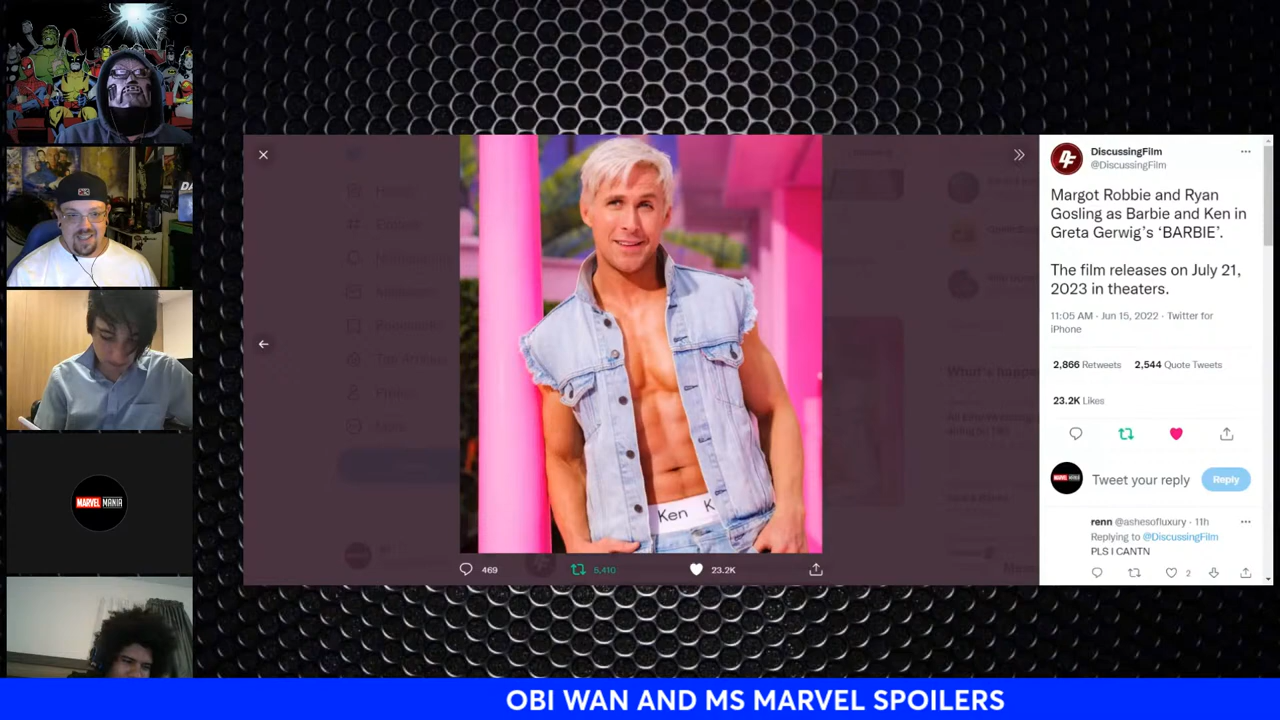 DiscussingFilm
@DiscussingFilm
Margot Robbie and Ryan
Gosling as Barbie and Ken in
Greta Gerwig's 'BARBIE'.
The film releases on July 21,
2023 in theaters.
11:05 AM · Jun 15, 2022 · Twitter for
iPhone
2,866 Retweets 2,544 Quote Tweets
23.2K Likes
MARVEL MANIA
Tweet your reply
Reply
renn @ashesofluxury · 11h
Replying to @DiscussingFilm
PLS I CANTN
2
Ken K
469 5,410 23.2K
OBI WAN AND MS MARVEL SPOILERS